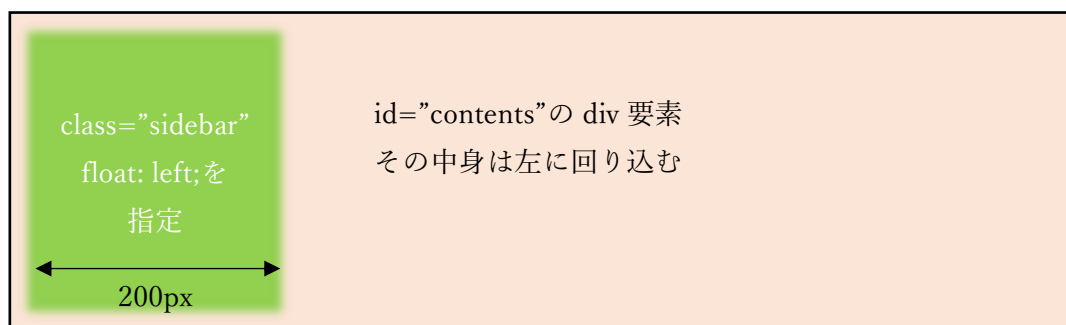 class=”sidebar”
float: left;を
指定
200px
id=”contents”の div 要素
その中身は左に回り込む